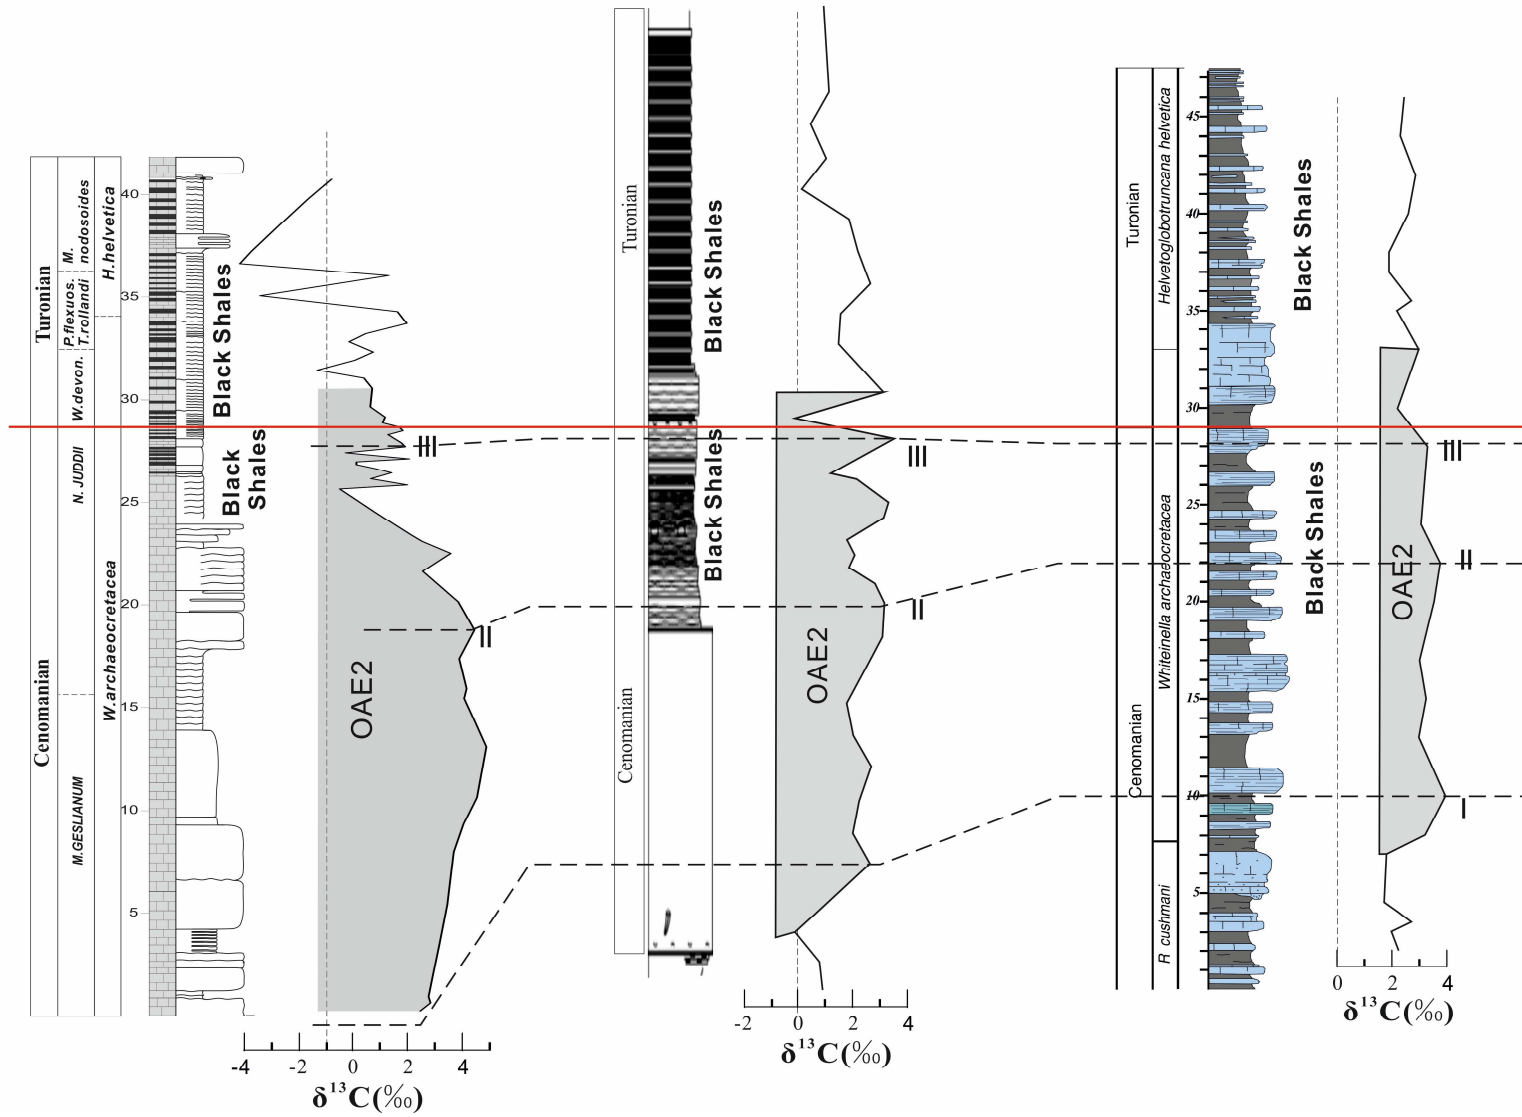 Turonian
Cenomanian
M.
nodosoides
P.flexuos.
T.rollandi
W.devon.
N. JUDDII
M.GESLIANUM
H.helvetica
W.archaeocretacea
40
35
30
25
20
15
10
5
Black Shales
Black
Shales
OAE2
III
II
-4
-2
0
2
4
δ¹³C(‰)
Turonian
Cenomanian
Black Shales
Black Shales
OAE2
III
II
-2
0
2
4
δ¹³C(‰)
Turonian
Cenomanian
Helvetoglobotruncana helvetica
Whiteinella archaeocretacea
R cushmani
45
40
35
30
25
20
15
10
5
Black Shales
Black Shales
OAE2
III
II
I
0
2
4
δ¹³C(‰)